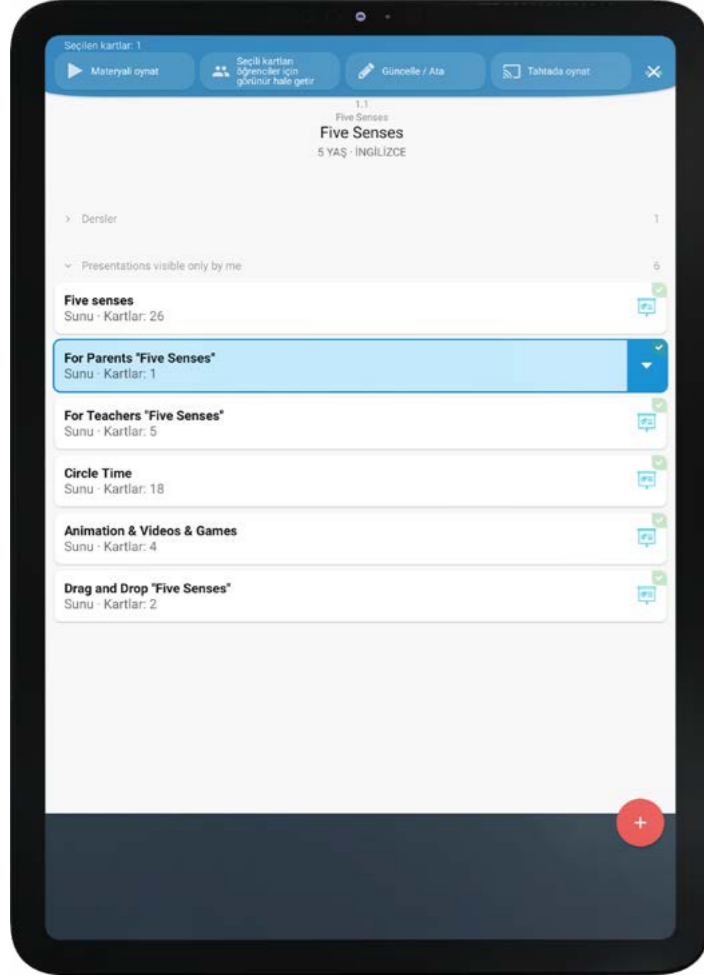 Seçilen kartlar: 1
Materyali oynat
Seçili kartları
öğrenciler için
görünür hale getir
Güncelle / Ata
Tahtada oynat
1.1
Five Senses
Five Senses
5 YAŞ · İNGİLİZCE
Dersler 1
Presentations visible only by me 6
Five senses
Sunu · Kartlar: 26
For Parents "Five Senses"
Sunu · Kartlar: 1
For Teachers "Five Senses"
Sunu · Kartlar: 5
Circle Time
Sunu · Kartlar: 18
Animation & Videos & Games
Sunu · Kartlar: 4
Drag and Drop "Five Senses"
Sunu · Kartlar: 2